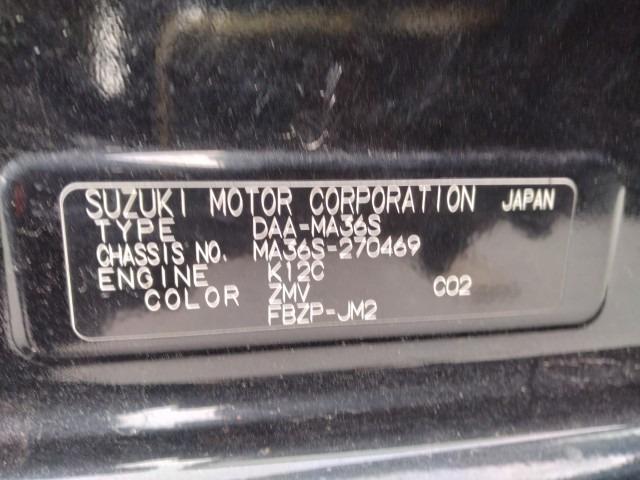 SUZUKI MOTOR CORPORATION JAPAN
TYPE DAA-MA36S
CHASSIS NO. MA36S-270469
ENGINE K12C
COLOR ZMV C02
FBZP-JM2